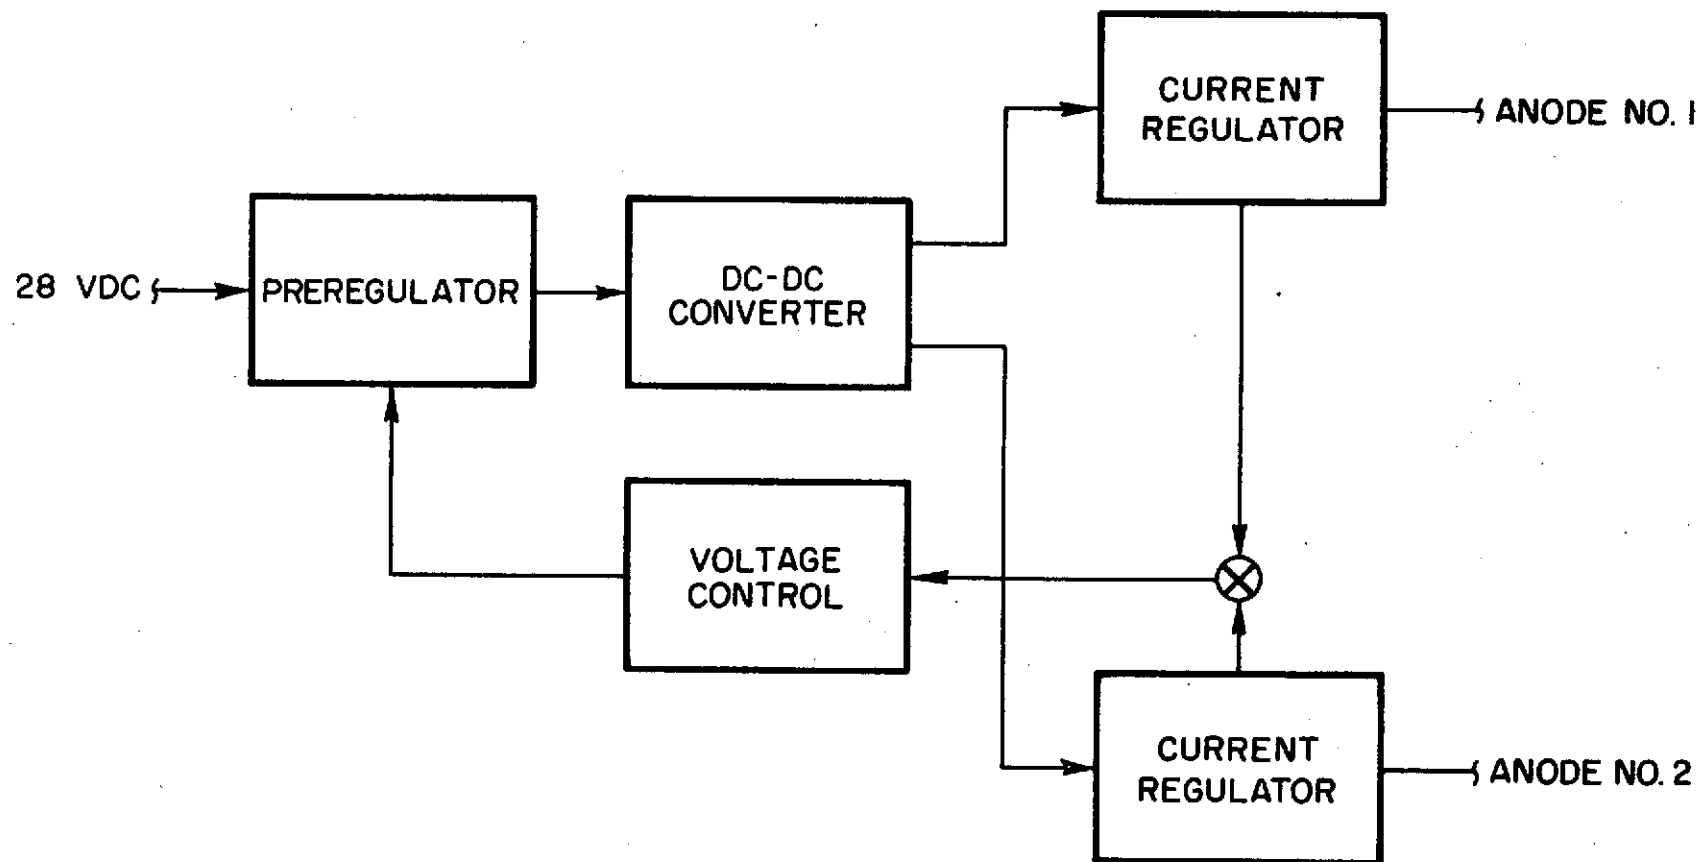 CURRENT
REGULATOR
ANODE NO. 1
28 VDC
PREREGULATOR
DC-DC
CONVERTER
VOLTAGE
CONTROL
CURRENT
REGULATOR
ANODE NO. 2